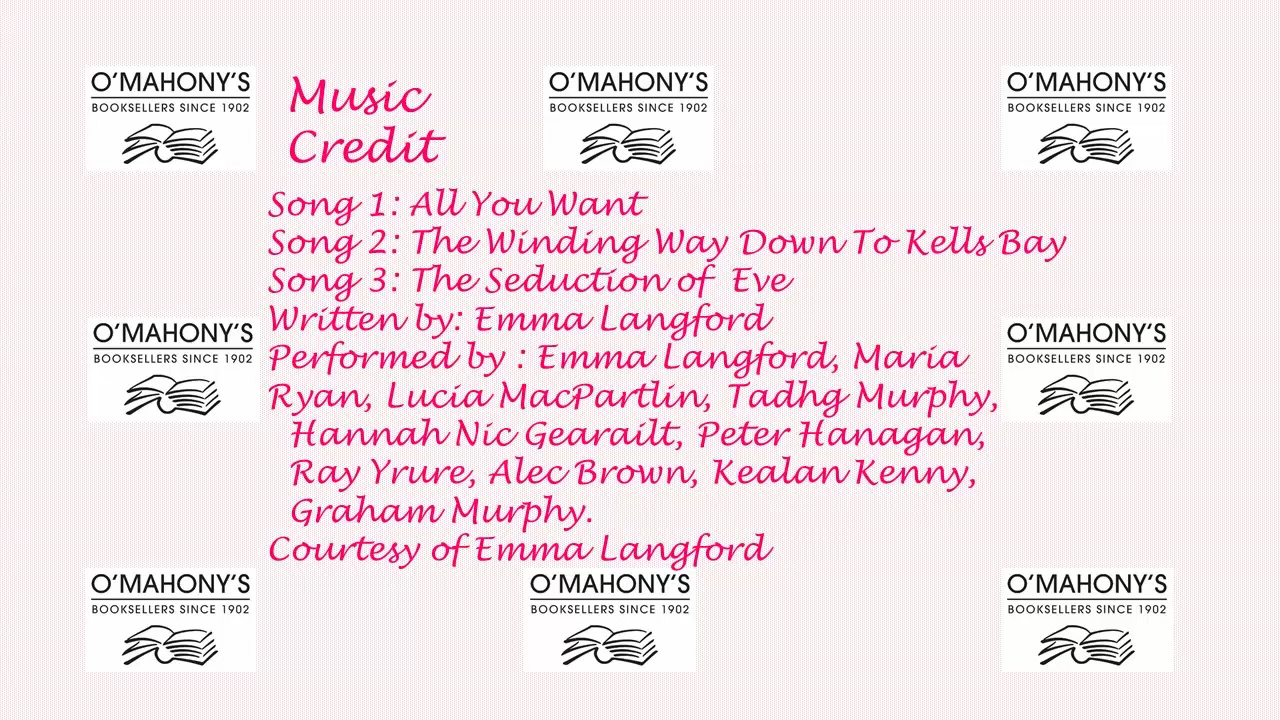 O'MAHONY'S
BOOKSELLERS SINCE 1902
Music
Credit
O'MAHONY'S
BOOKSELLERS SINCE 1902
O'MAHONY'S
BOOKSELLERS SINCE 1902
Song 1: All You Want
Song 2: The Winding Way Down To Kells Bay
Song 3: The Seduction of Eve
Written by: Emma Langford
O'MAHONY'S
BOOKSELLERS SINCE 1902
Performed by : Emma Langford, Maria
Ryan, Lucia MacPartlin, Tadhg Murphy,
Hannah Nic Gearailt, Peter Hanagan,
Ray Yrure, Alec Brown, Kealan Kenny,
Graham Murphy.
O'MAHONY'S
BOOKSELLERS SINCE 1902
Courtesy of Emma Langford
O'MAHONY'S
BOOKSELLERS SINCE 1902
O'MAHONY'S
BOOKSELLERS SINCE 1902
O'MAHONY'S
BOOKSELLERS SINCE 1902